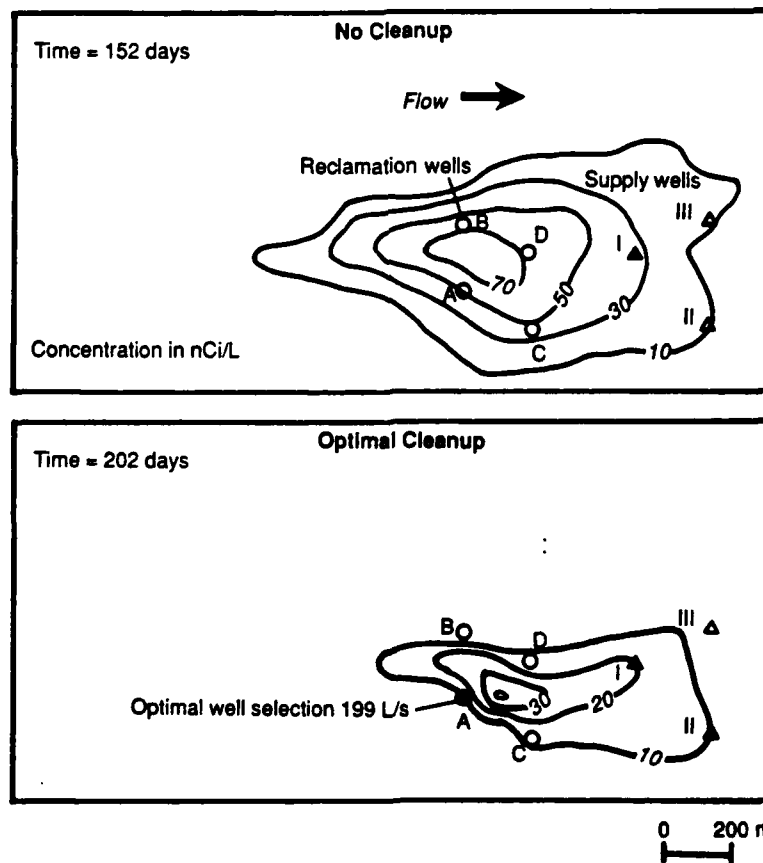 No Cleanup
Time = 152 days
Flow
Reclamation wells
Supply wells
III
B
D
I
70
50
A
30
II
C
10
Concentration in nCi/L
Optimal Cleanup
Time = 202 days
III
B
D
I
30
20
Optimal well selection 199 L/s
A
II
C
10
0 200 m